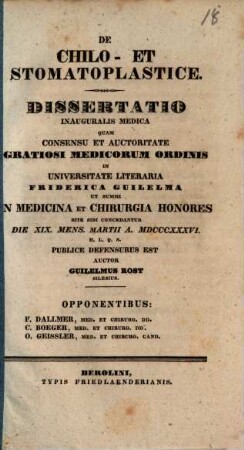 18
DE
CHILO- ET
STOMATOPLASTICE.
DISSERTATIO
INAUGURALIS MEDICA
QUAM
CONSENSU ET AUCTORITATE
GRATIOSI MEDICORUM ORDINIS
IN
UNIVERSITATE LITERARIA
FRIDERICA GUILELMA
UT SUMMI
N MEDICINA ET CHIRURGIA HONORES
RITE SIBI CONCEDANTUR
DIE XIX. MENS. MARTII A. MDCCCXXXVI.
H. L. Q. S.
PUBLICE DEFENSURUS EST
AUCTOR
GUILELMUS ROST
SILESIUS.
OPPONENTIBUS:
F. DALLMER, MED. ET CHIRURG. DD.
C. BOEGER, MED. ET CHIRURG. DD.
O. GEISSLER, MED. ET CHIRURG. CAND.
BEROLINI,
TYPIS FRIEDLAENDERIANIS.